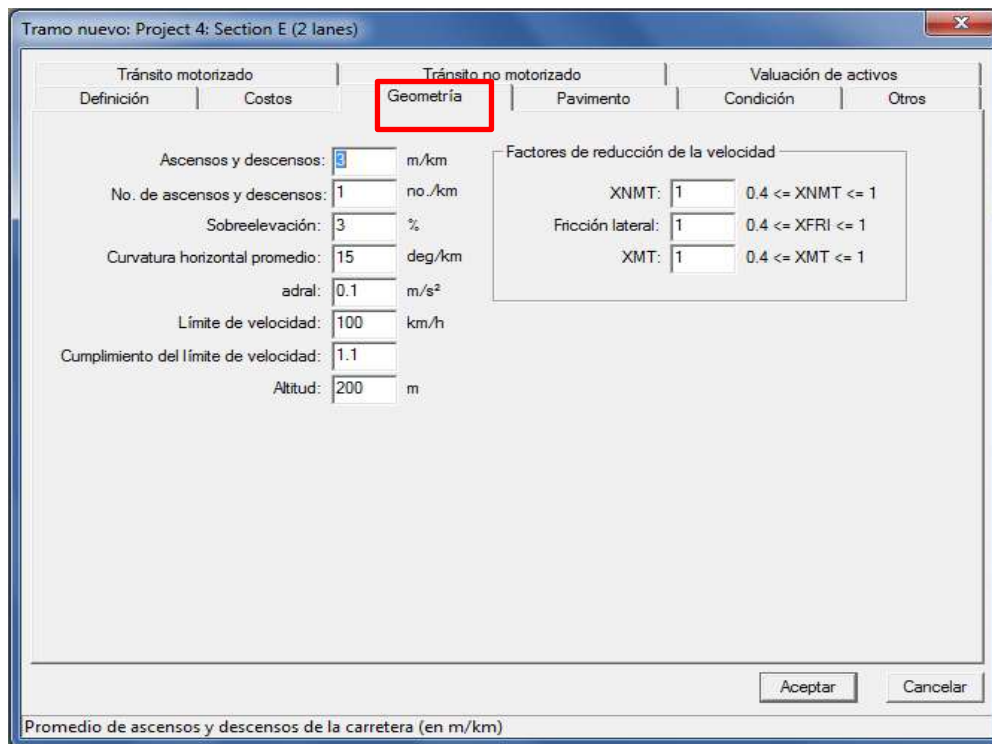 Tramo nuevo: Project 4: Section E (2 lanes)
Tránsito motorizado Tránsito no motorizado Valuación de activos
Definición Costos Geometría Pavimento Condición Otros
Ascensos y descensos: 3 m/km
No. de ascensos y descensos: 1 no./km
Sobreelevación: 3 %
Curvatura horizontal promedio: 15 deg/km
adral: 0.1 m/s²
Límite de velocidad: 100 km/h
Cumplimiento del límite de velocidad: 1.1
Altitud: 200 m
Factores de reducción de la velocidad
XNMT: 1 0.4 <= XNMT <= 1
Fricción lateral: 1 0.4 <= XFRI <= 1
XMT: 1 0.4 <= XMT <= 1
Aceptar Cancelar
Promedio de ascensos y descensos de la carretera (en m/km)